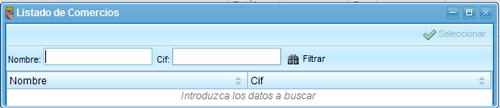 Listado de Comercios
Seleccionar
Nombre: Cif: Filtrar
Nombre Cif
Introduzca los datos a buscar